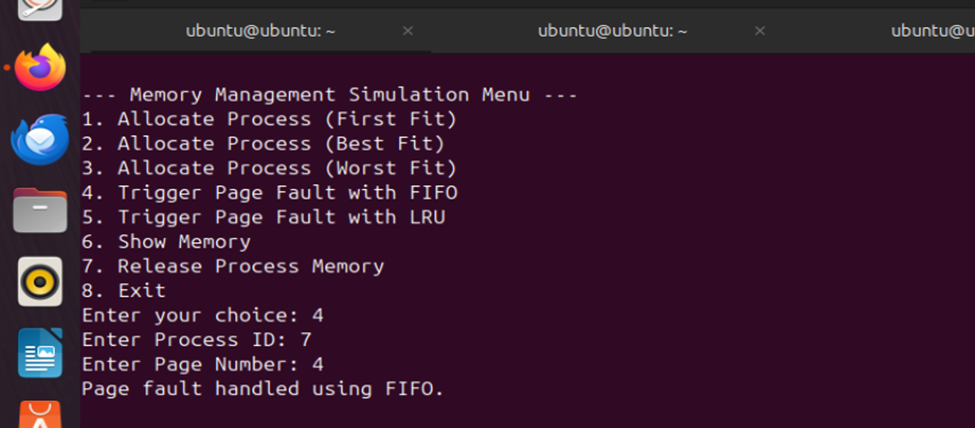 ubuntu@ubuntu: ~ × ubuntu@ubuntu: ~ × ubuntu@u
--- Memory Management Simulation Menu ---
1. Allocate Process (First Fit)
2. Allocate Process (Best Fit)
3. Allocate Process (Worst Fit)
4. Trigger Page Fault with FIFO
5. Trigger Page Fault with LRU
6. Show Memory
7. Release Process Memory
8. Exit
Enter your choice: 4
Enter Process ID: 7
Enter Page Number: 4
Page fault handled using FIFO.